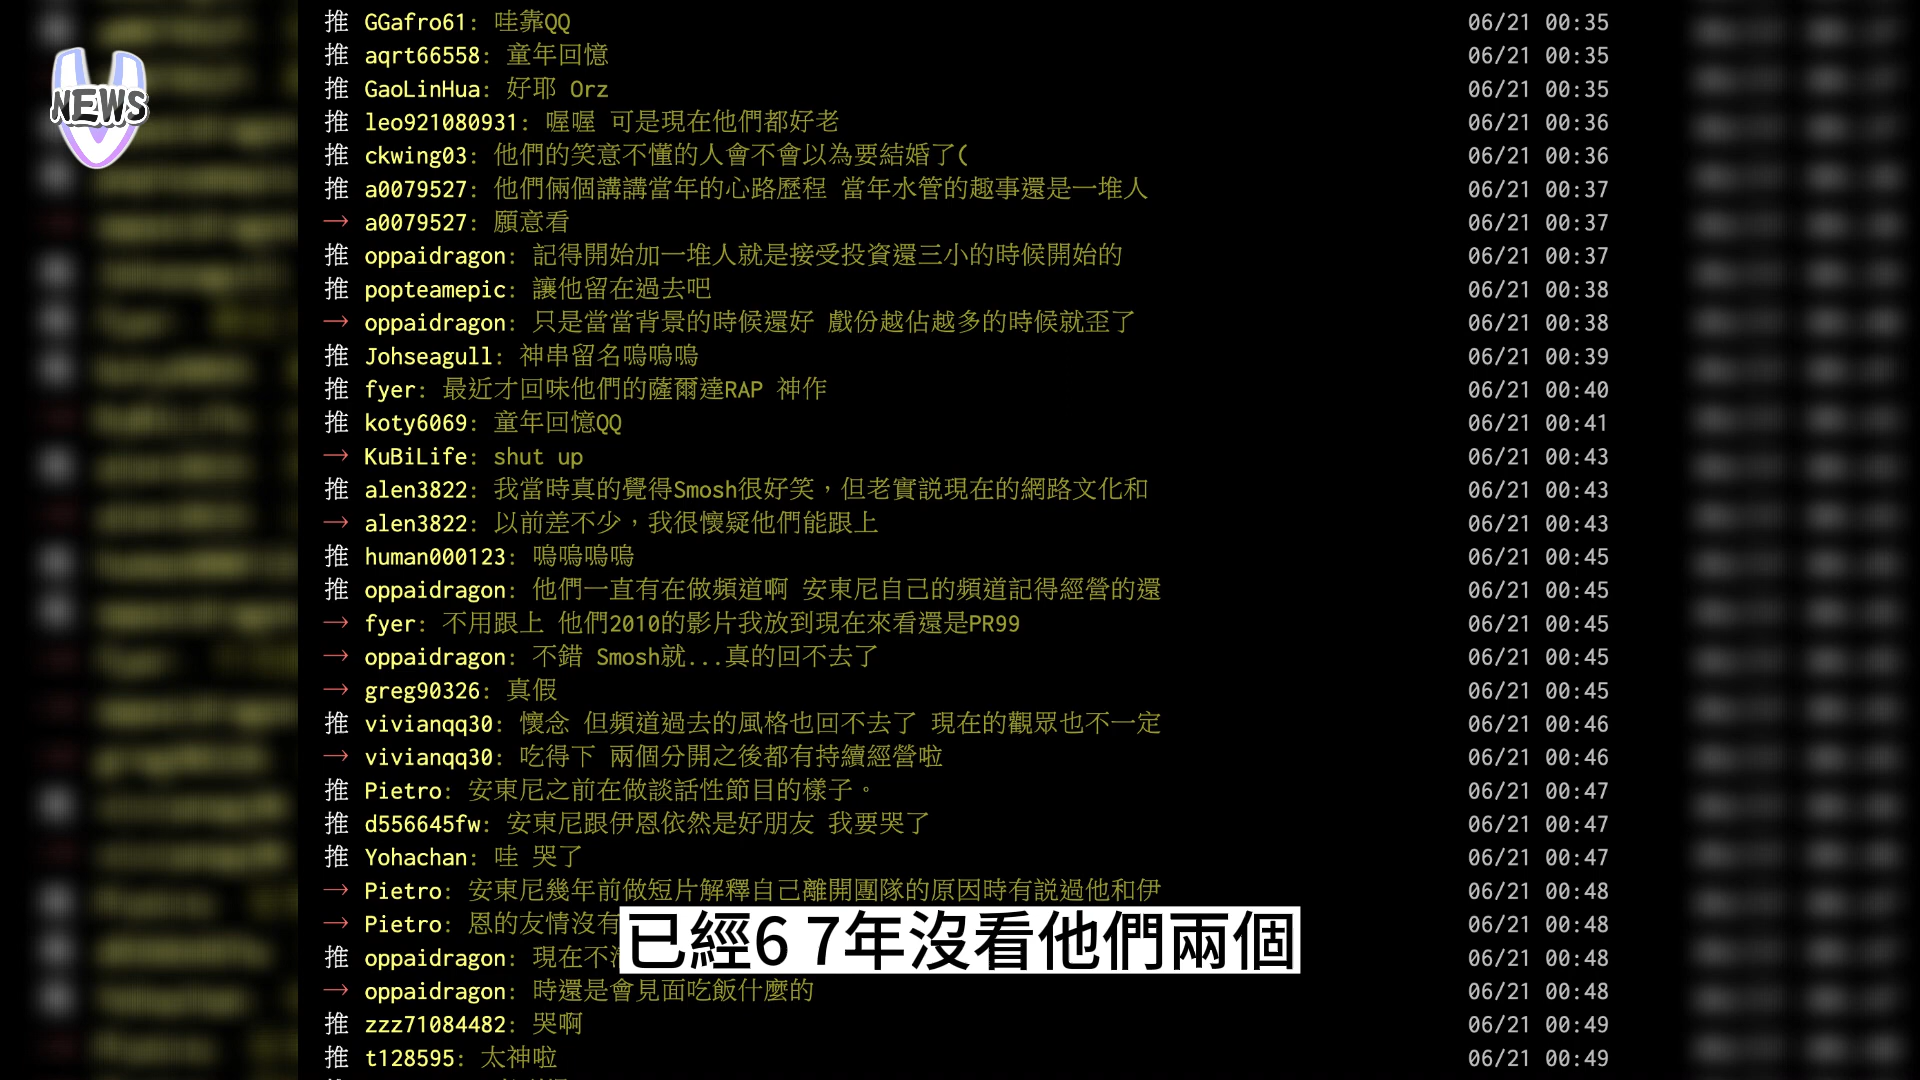 NEWS
推 GGafro61: 哇靠QQ 06/21 00:35
推 aqrt66558: 童年回憶 06/21 00:35
推 GaoLinHua: 好耶 Orz 06/21 00:35
推 leo921080931: 喔喔 可是現在他們都好老 06/21 00:36
推 ckwing03: 他們的笑意不懂的人會不會以為要結婚了( 06/21 00:36
推 a0079527: 他們倆個講講當年的心路歷程 當年水管的趣事還是一堆人 06/21 00:37
→ a0079527: 願意看 06/21 00:37
推 oppaidragon: 記得開始加一堆人就是接受投資還三小的時候開始的 06/21 00:37
推 popteamepic: 讓他留在過去吧 06/21 00:38
→ oppaidragon: 只是當當背景的時候還好 戲份越佔越多的時候就歪了 06/21 00:38
推 Johseagull: 神串留名嗚嗚嗚 06/21 00:39
推 fyer: 最近才回味他們的薩爾達RAP 神作 06/21 00:40
推 koty6069: 童年回憶QQ 06/21 00:41
→ KuBiLife: shut up 06/21 00:43
推 alen3822: 我當時真的覺得Smosh很好笑，但老實說現在的網路文化和 06/21 00:43
→ alen3822: 以前差不少，我很懷疑他們能跟上 06/21 00:43
推 human000123: 嗚嗚嗚嗚 06/21 00:45
推 oppaidragon: 他們一直有在做頻道啊 安東尼自己的頻道記得經營的還 06/21 00:45
→ fyer: 不用跟上 他們2010的影片我放到現在來看還是PR99 06/21 00:45
→ oppaidragon: 不錯 Smosh就...真的回不去了 06/21 00:45
→ greg90326: 真假 06/21 00:45
推 vivianqq30: 懷念 但頻道過去的風格也回不去了 現在的觀眾也不一定 06/21 00:46
→ vivianqq30: 吃得下 兩個分開之後都有持續經營啦 06/21 00:46
推 Pietro: 安東尼之前在做談話性節目的樣子。 06/21 00:47
推 d556645fw: 安東尼跟伊恩依然是好朋友 我要哭了 06/21 00:47
推 Yohachan: 哇 哭了 06/21 00:47
→ Pietro: 安東尼幾年前做短片解釋自己離開團隊的原因時有說過他和伊 06/21 00:48
→ Pietro: 恩的友情沒有 06/21 00:48
推 oppaidragon: 現在不 06/21 00:48
已經6 7年沒看他們兩個
→ oppaidragon: 時還是會見面吃飯什麼的 06/21 00:48
推 zzz71084482: 哭啊 06/21 00:49
推 t128595: 太神啦 06/21 00:49